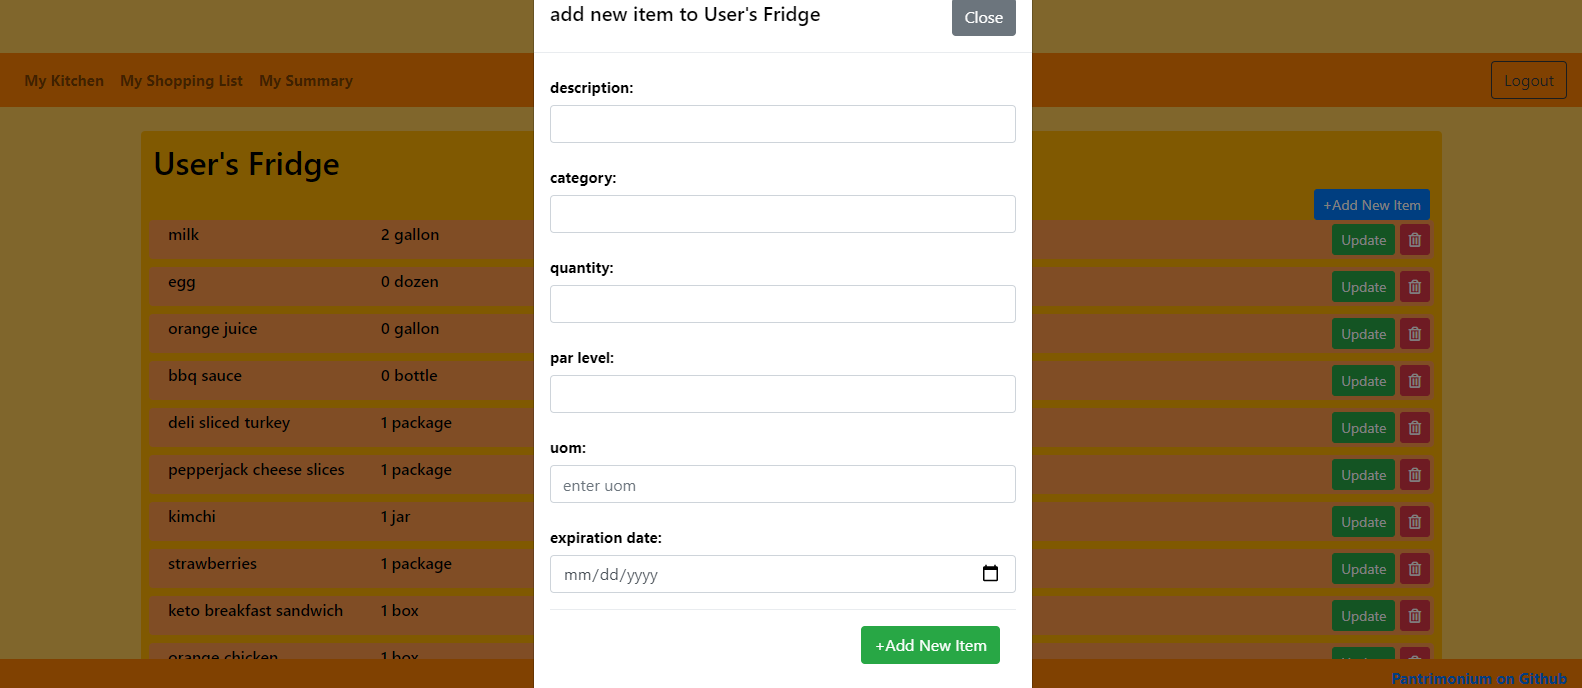 add new item to User's Fridge
Close
My Kitchen My Shopping List My Summary
Logout
User's Fridge
+Add New Item
milk 2 gallon Update
egg 0 dozen Update
orange juice 0 gallon Update
bbq sauce 0 bottle Update
deli sliced turkey 1 package Update
pepperjack cheese slices 1 package Update
kimchi 1 jar Update
strawberries 1 package Update
keto breakfast sandwich 1 box Update
orange chicken 1 box Update
description:
category:
quantity:
par level:
uom:
enter uom
expiration date:
mm/dd/yyyy
+Add New Item
Pantrimonium on Github